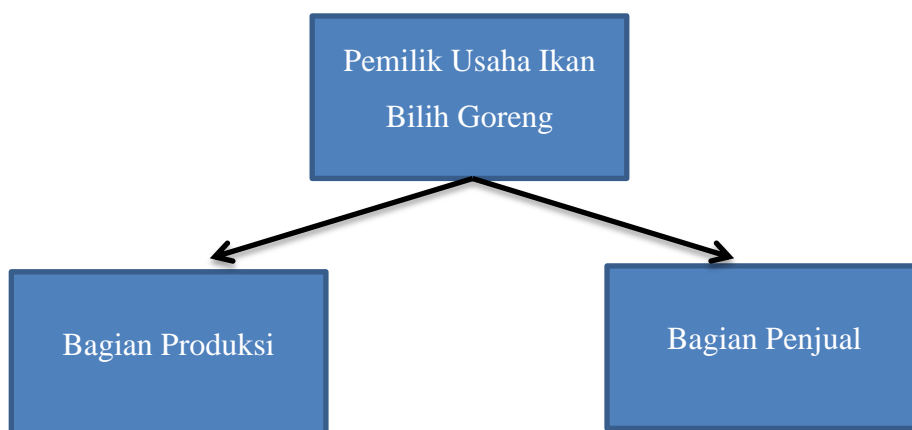 Pemilik Usaha Ikan
Bilih Goreng
Bagian Produksi
Bagian Penjual